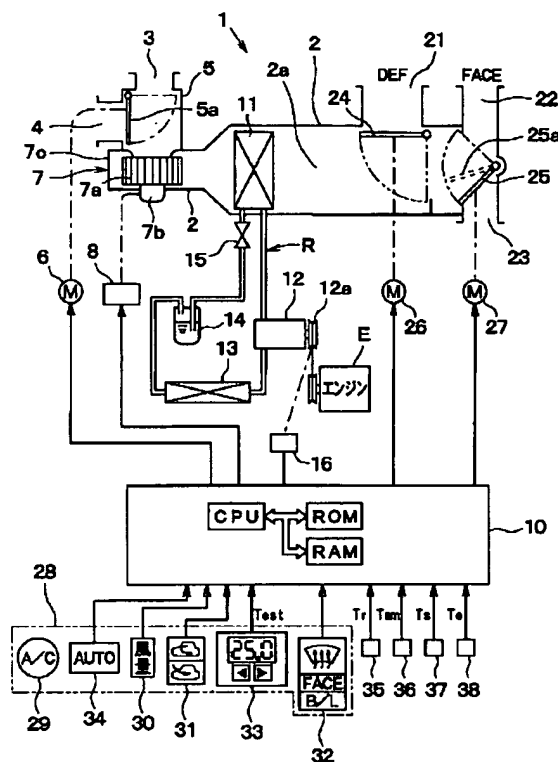 1
3
2
21
5
2a
DEF
FACE
11
5a
24
22
4
25a
7c
7
7a
25
7b
2
R
23
15
6
M
8
12
12a
14
M
26
M
27
E
13
エンジン
16
CPU
ROM
RAM
10
28
Tset
Tr
Tam
Ts
Te
A/C
AUTO
風量
25.0
FACE
B/L
35
36
37
38
29
34
30
31
33
32